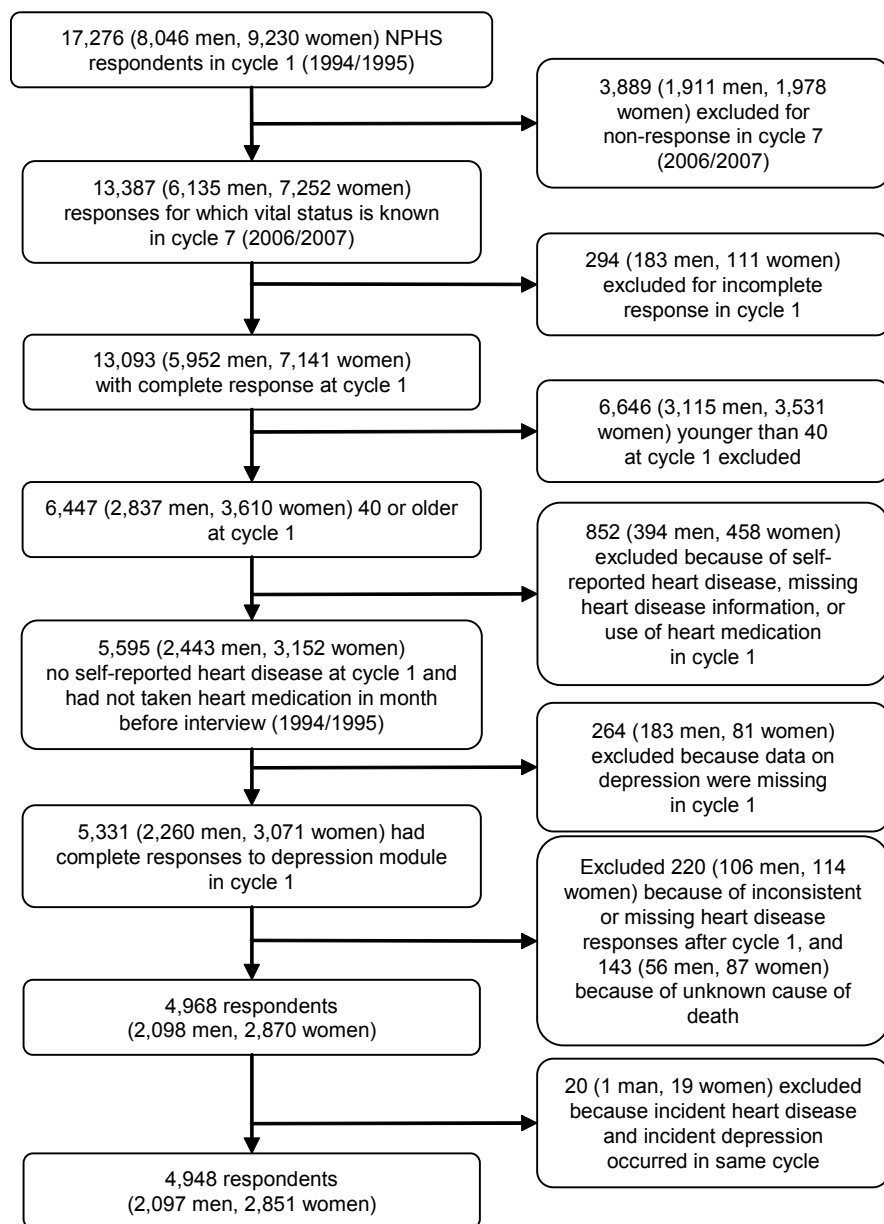 17,276 (8,046 men, 9,230 women) NPHS
respondents in cycle 1 (1994/1995)
3,889 (1,911 men, 1,978
women) excluded for
non-response in cycle 7
(2006/2007)
13,387 (6,135 men, 7,252 women)
responses for which vital status is known
in cycle 7 (2006/2007)
294 (183 men, 111 women)
excluded for incomplete
response in cycle 1
13,093 (5,952 men, 7,141 women)
with complete response at cycle 1
6,646 (3,115 men, 3,531
women) younger than 40
at cycle 1 excluded
6,447 (2,837 men, 3,610 women) 40 or older
at cycle 1
852 (394 men, 458 women)
excluded because of self-
reported heart disease, missing
heart disease information, or
use of heart medication
in cycle 1
5,595 (2,443 men, 3,152 women)
no self-reported heart disease at cycle 1 and
had not taken heart medication in month
before interview (1994/1995)
264 (183 men, 81 women)
excluded because data on
depression were missing
in cycle 1
5,331 (2,260 men, 3,071 women) had
complete responses to depression module
in cycle 1
Excluded 220 (106 men, 114
women) because of inconsistent
or missing heart disease
responses after cycle 1, and
143 (56 men, 87 women)
because of unknown cause of
death
4,968 respondents
(2,098 men, 2,870 women)
20 (1 man, 19 women) excluded
because incident heart disease
and incident depression
occurred in same cycle
4,948 respondents
(2,097 men, 2,851 women)